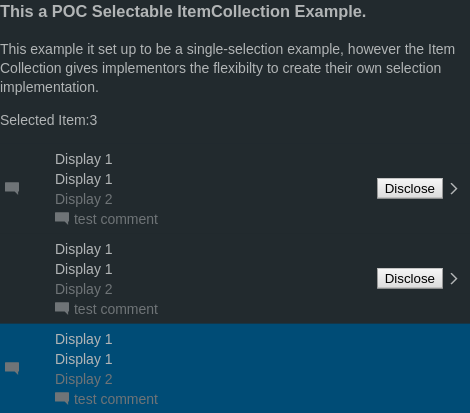 This a POC Selectable ItemCollection Example.
This example it set up to be a single-selection example, however the Item
Collection gives implementors the flexibilty to create their own selection
implementation.
Selected Item:3
Display 1
Display 1
Disclose
Display 2
test comment
Display 1
Display 1
Disclose
Display 2
test comment
Display 1
Display 1
Display 2
test comment